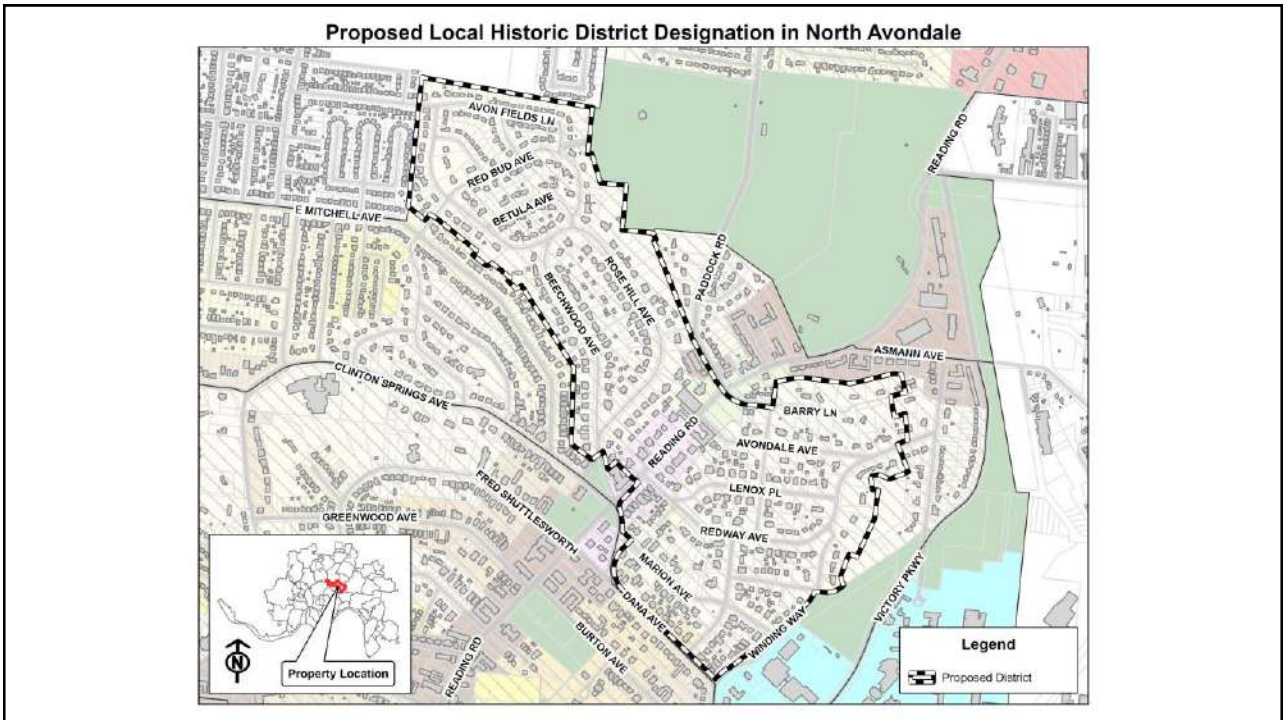 Proposed Local Historic District Designation in North Avondale
AVON FIELDS LN
READING RD
RED BUD AVE
BETULA AVE
E MITCHELL AVE
ROSE HILL AVE
PADDOCK RD
BEECHWOOD AVE
ASMANN AVE
CLINTON SPRINGS AVE
BARRY LN
READING RD
AVONDALE AVE
LENOX PL
FRED SHUTTLESWORTH
GREENWOOD AVE
REDWAY AVE
MARION AVE
DANA AVE
WINDING WAY
VICTORY PKWY
BURTON AVE
READING RD
N
Property Location
Legend
Proposed District